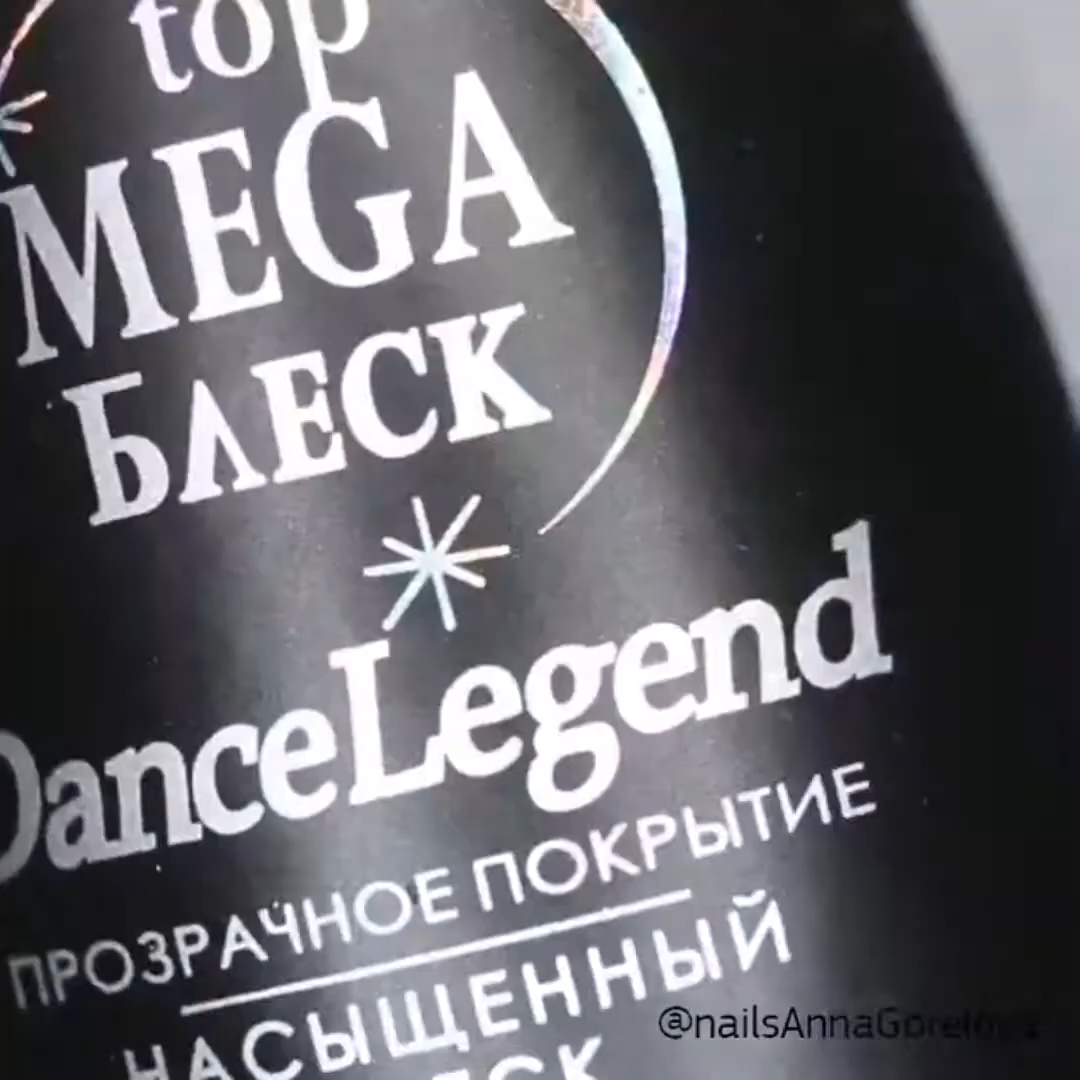 top
MEGA
БЛЕСК
DanceLegend
ПРОЗРАЧНОЕ ПОКРЫТИЕ
НАСЫЩЕННЫЙ